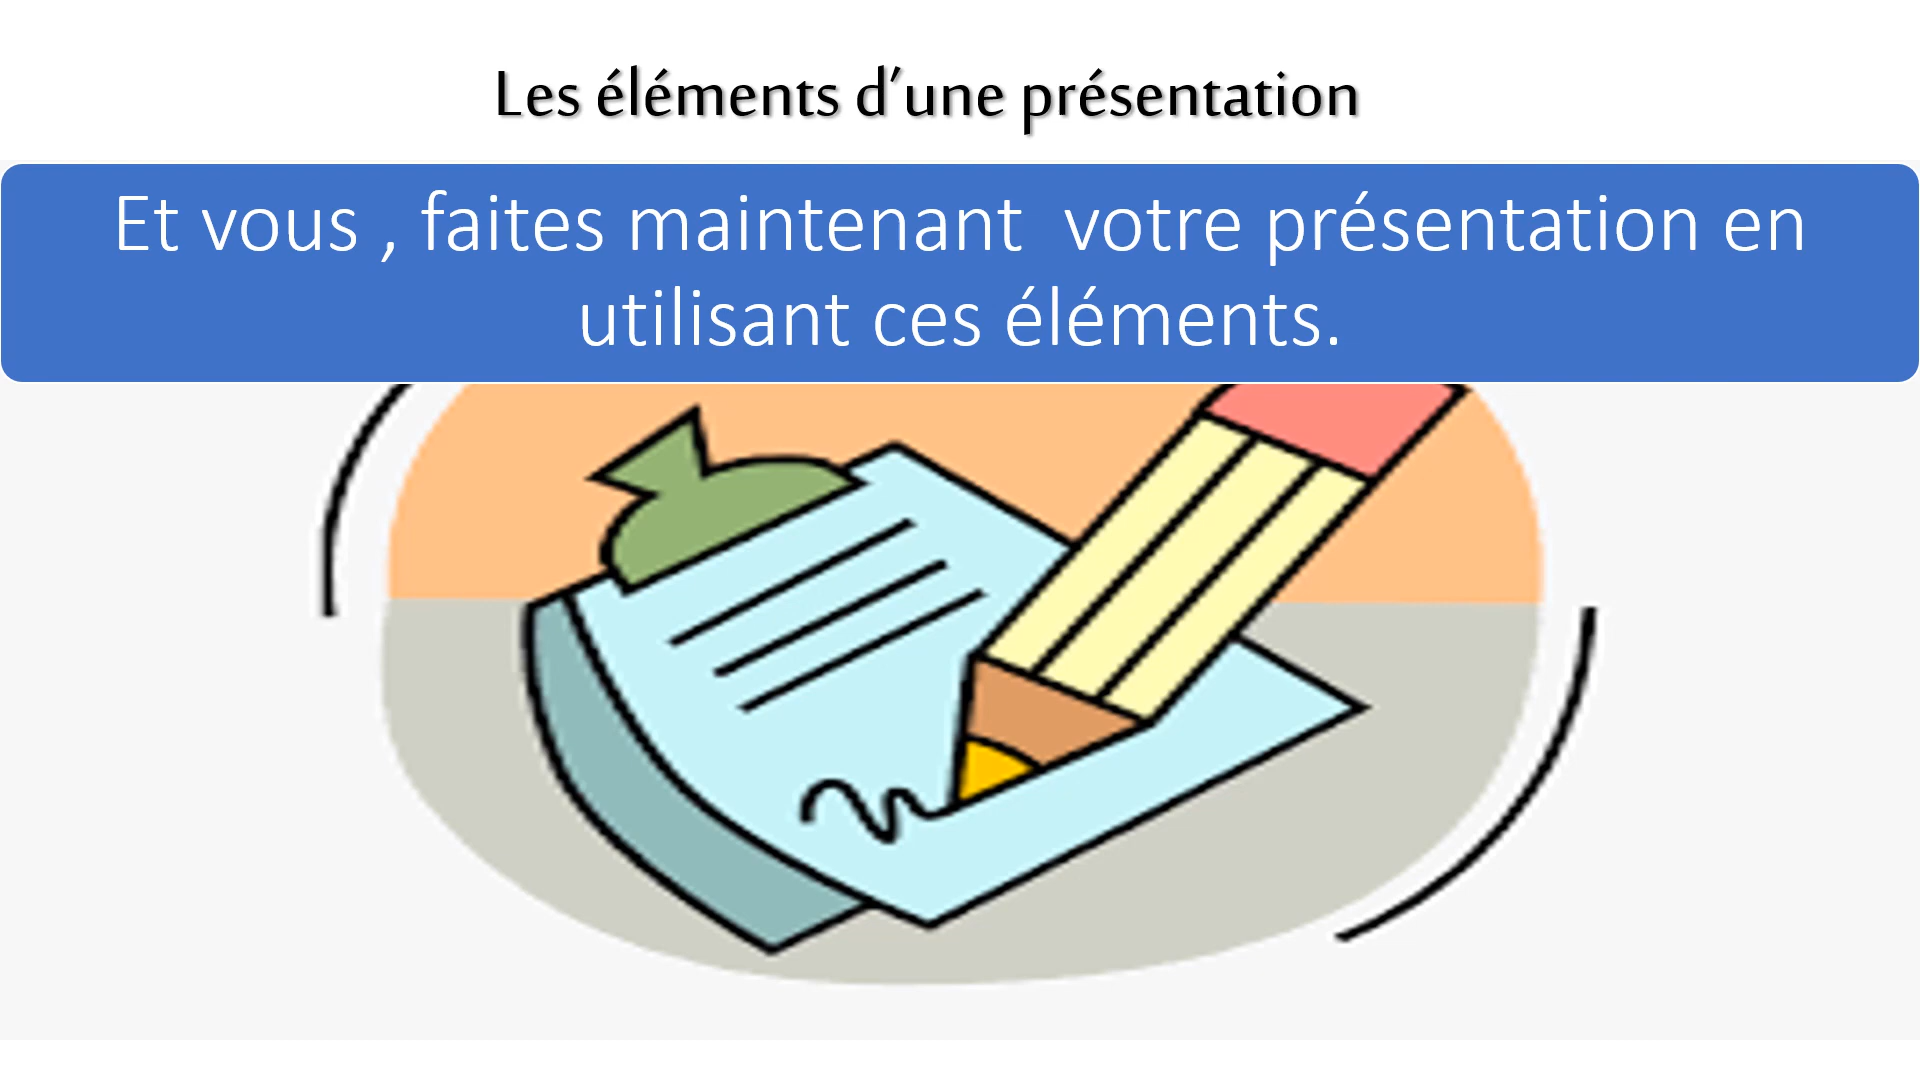 Les éléments d’une présentation
Et vous , faites maintenant  votre présentation en
utilisant ces éléments.